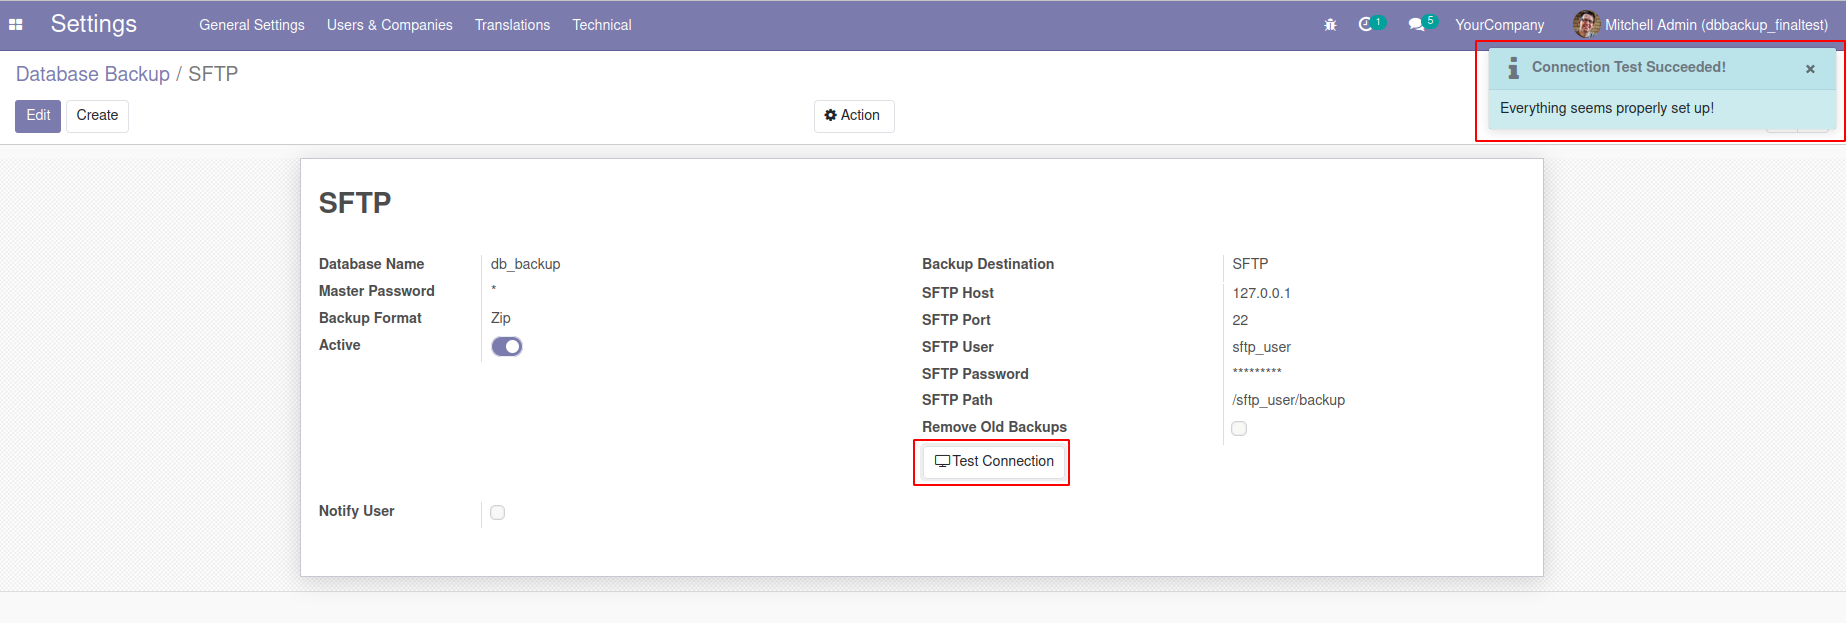 Settings General Settings Users & Companies Translations Technical 1 5 YourCompany Mitchell Admin (dbbackup_finaltest)
Database Backup / SFTP
Connection Test Succeeded! ×
Everything seems properly set up!
Edit Create Action
SFTP
Database Name db_backup
Master Password *
Backup Format Zip
Active
Backup Destination SFTP
SFTP Host 127.0.0.1
SFTP Port 22
SFTP User sftp_user
SFTP Password *********
SFTP Path /sftp_user/backup
Remove Old Backups
Test Connection
Notify User